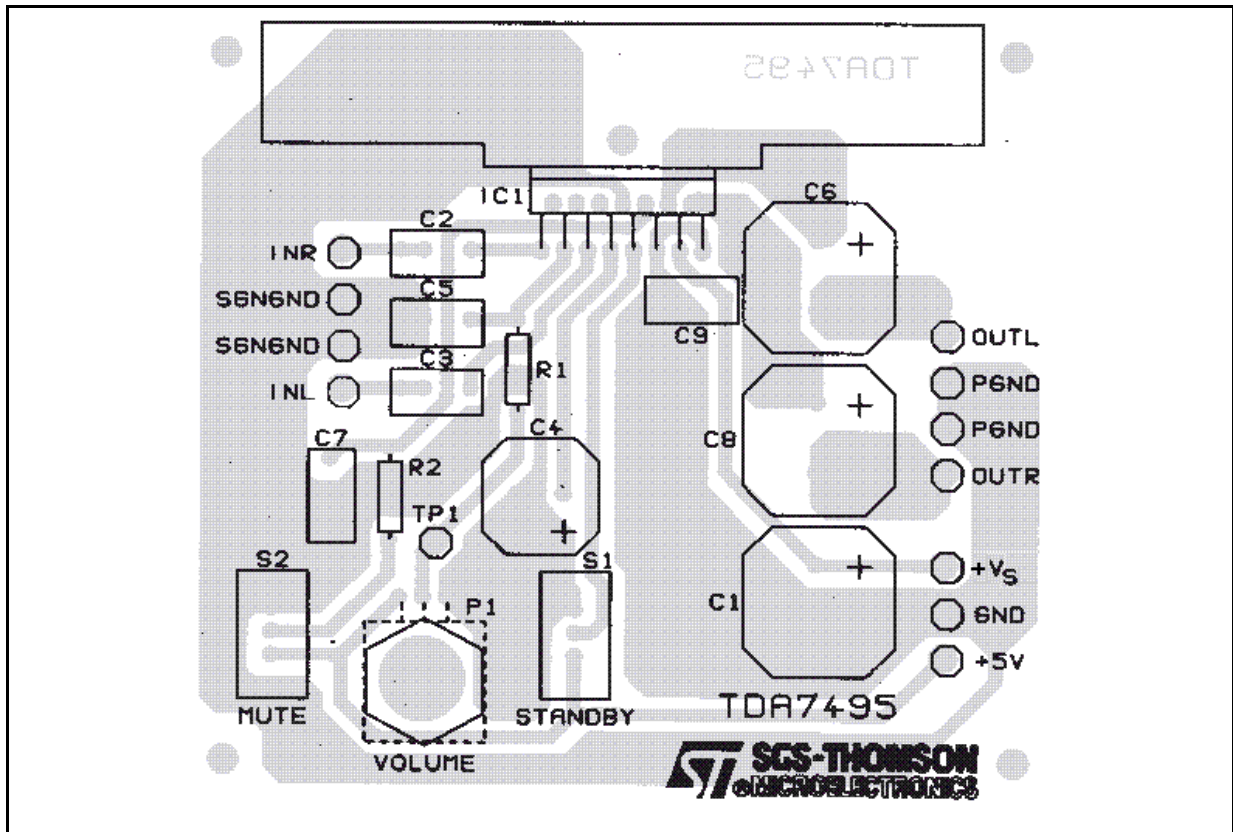 TDA7495
IC1
C6
C2
INR
C5
SGNGND
SGNGND
C9
OUTL
C3
R1
INL
PGND
C4
PGND
C7
C8
R2
OUTR
TP1
S2
S1
+VS
P1
C1
GND
+5V
MUTE
STANDBY
TDA7495
VOLUME
ST SGS-THOMSON
MICROELECTRONICS